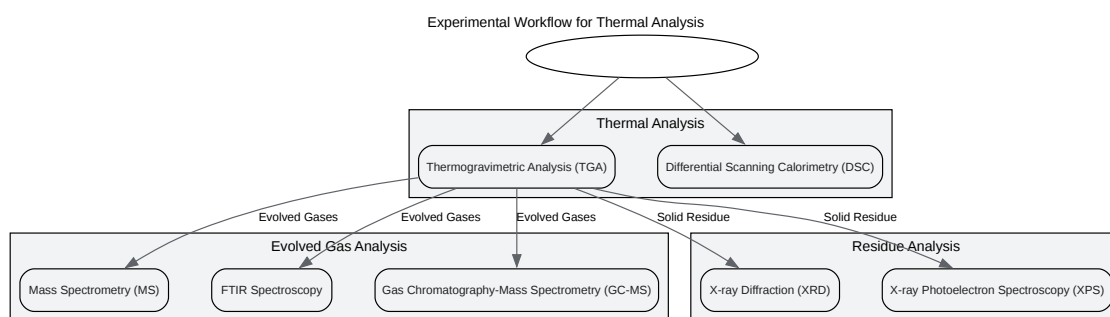 Experimental Workflow for Thermal Analysis
Thermal Analysis
Thermogravimetric Analysis (TGA)
Differential Scanning Calorimetry (DSC)
Evolved Gases
Evolved Gases
Evolved Gases
Solid Residue
Solid Residue
Evolved Gas Analysis
Residue Analysis
Mass Spectrometry (MS)
FTIR Spectroscopy
Gas Chromatography-Mass Spectrometry (GC-MS)
X-ray Diffraction (XRD)
X-ray Photoelectron Spectroscopy (XPS)